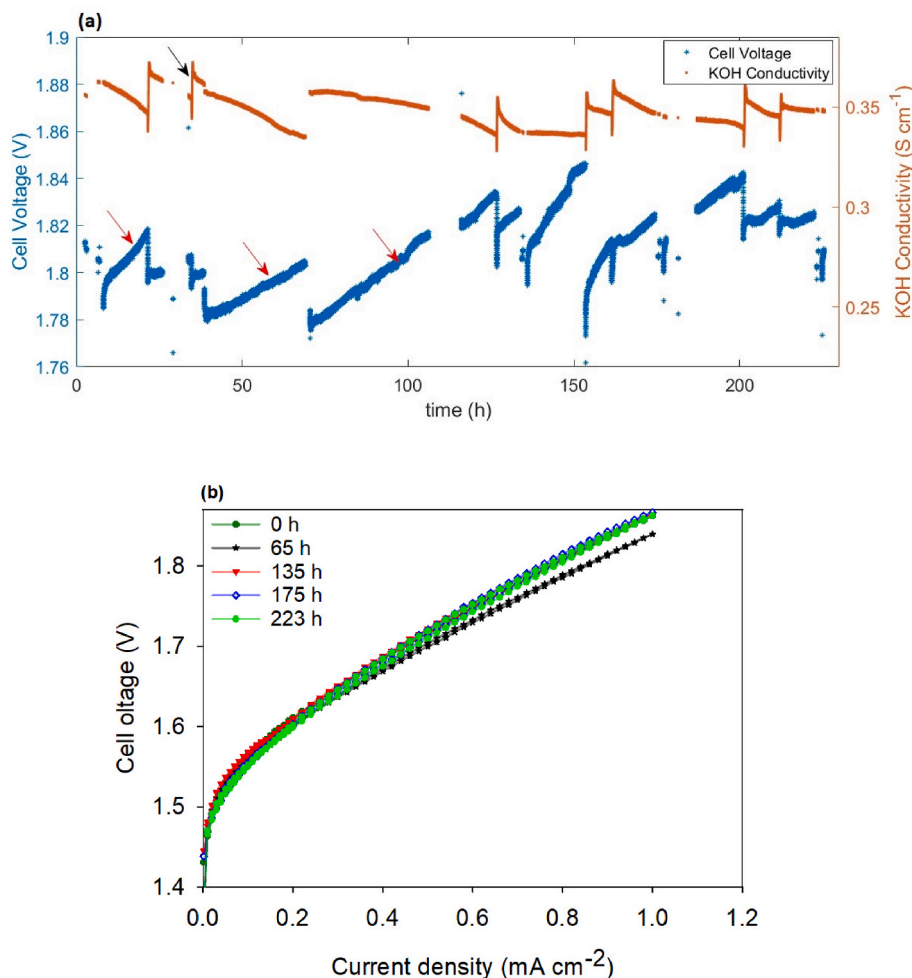 (a)
1.9
1.88
1.86
1.84
1.82
1.8
1.78
1.76
Cell Voltage (V)
Cell Voltage
KOH Conductivity
0.35
0.3
0.25
KOH Conductivity (S cm-1)
0 50 100 150 200
time (h)
(b)
0 h
65 h
135 h
175 h
223 h
1.8
1.7
1.6
1.5
1.4
Cell oltage (V)
0.0 0.2 0.4 0.6 0.8 1.0 1.2
Current density (mA cm-2)